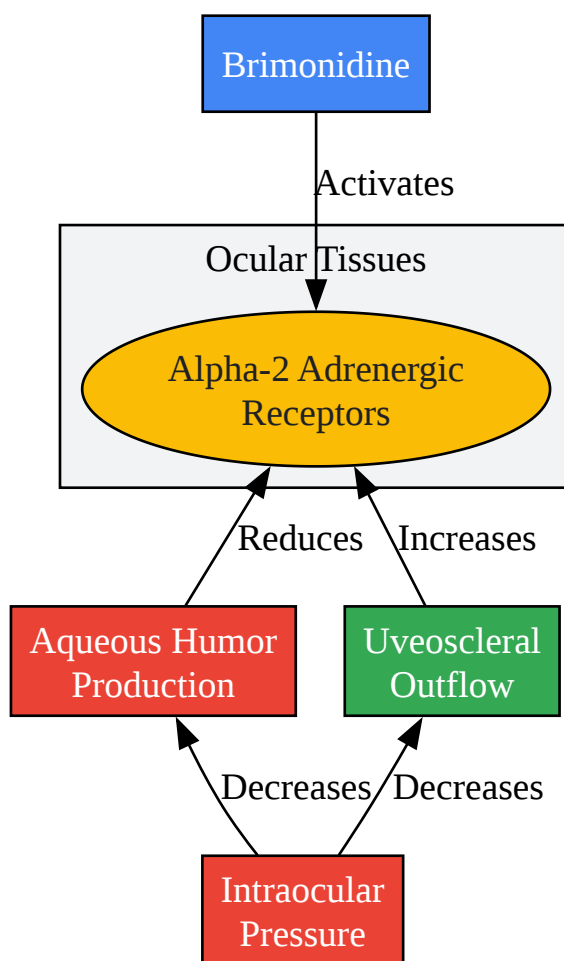 Brimonidine
Activates
Ocular Tissues
Alpha-2 Adrenergic
Receptors
Reduces
Increases
Aqueous Humor
Production
Uveoscleral
Outflow
Decreases
Decreases
Intraocular
Pressure